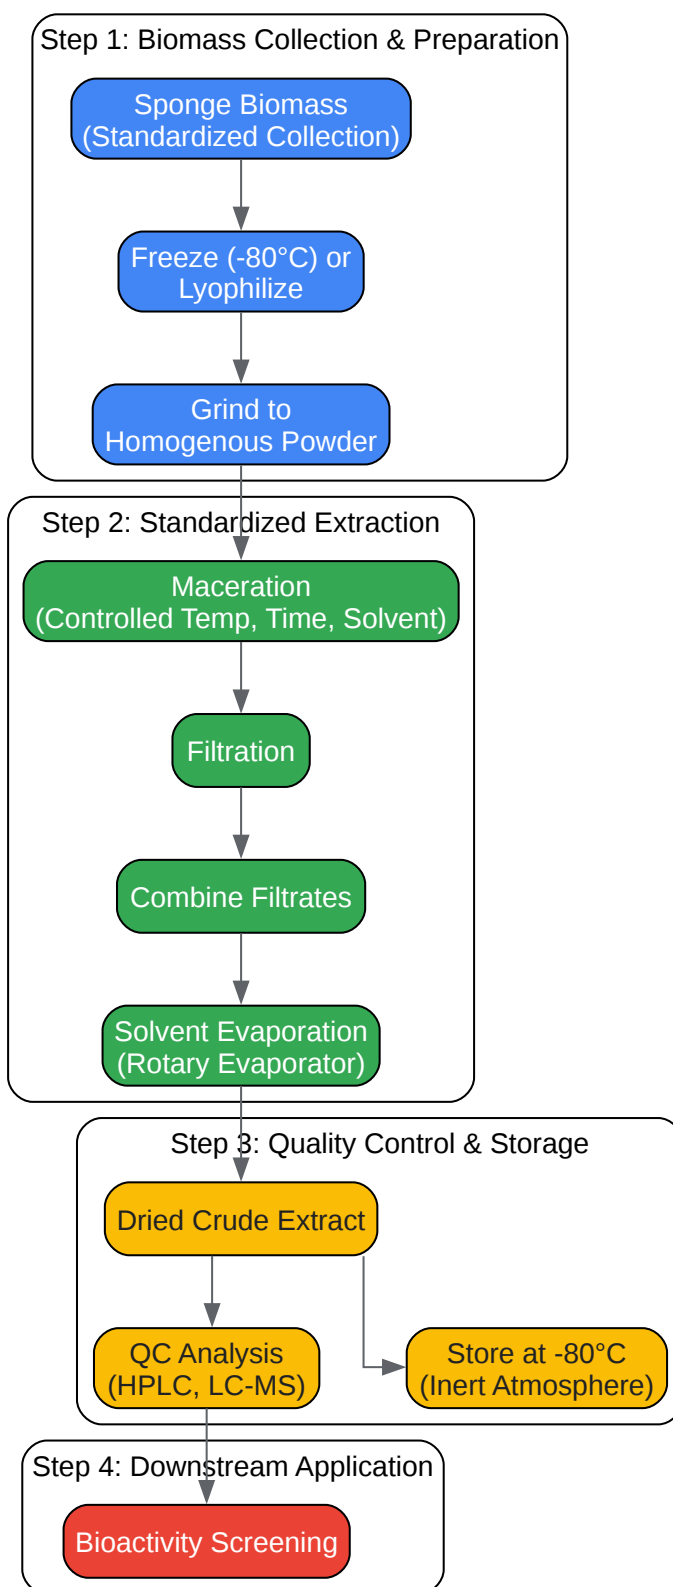 Step 1: Biomass Collection & Preparation
Sponge Biomass
(Standardized Collection)
Freeze (-80°C) or
Lyophilize
Grind to
Homogenous Powder
Step 2: Standardized Extraction
Maceration
(Controlled Temp, Time, Solvent)
Filtration
Combine Filtrates
Solvent Evaporation
(Rotary Evaporator)
Step 3: Quality Control & Storage
Dried Crude Extract
QC Analysis
(HPLC, LC-MS)
Store at -80°C
(Inert Atmosphere)
Step 4: Downstream Application
Bioactivity Screening